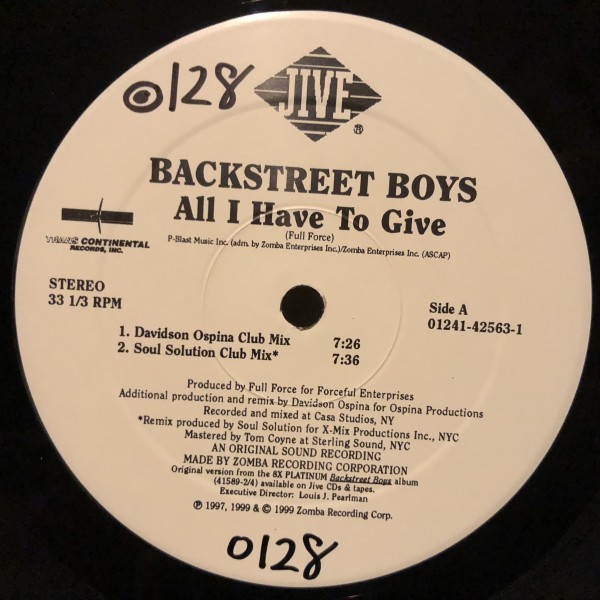 0128
JIVE
®
BACKSTREET BOYS
All I Have To Give
(Full Force)
P-Blast Music Inc. (adm. by Zomba Enterprises Inc.)/Zomba Enterprises Inc. (ASCAP)
TRANS CONTINENTAL
RECORDS, INC.
STEREO
33 1/3 RPM
Side A
01241-42563-1
1. Davidson Ospina Club Mix 7:26
2. Soul Solution Club Mix* 7:36
Produced by Full Force for Forceful Enterprises
Additional production and remix by Davidson Ospina for Ospina Productions
Recorded and mixed at Casa Studios, NY
*Remix produced by Soul Solution for X-Mix Productions Inc., NYC
Mastered by Tom Coyne at Sterling Sound, NYC
AN ORIGINAL SOUND RECORDING
MADE BY ZOMBA RECORDING CORPORATION
Original version from the 8X PLATINUM Backstreet Boys album
(41589-2/4) available on Jive CDs & tapes.
Executive Director: Louis J. Pearlman
℗ 1997, 1999 & © 1999 Zomba Recording Corp.
0128